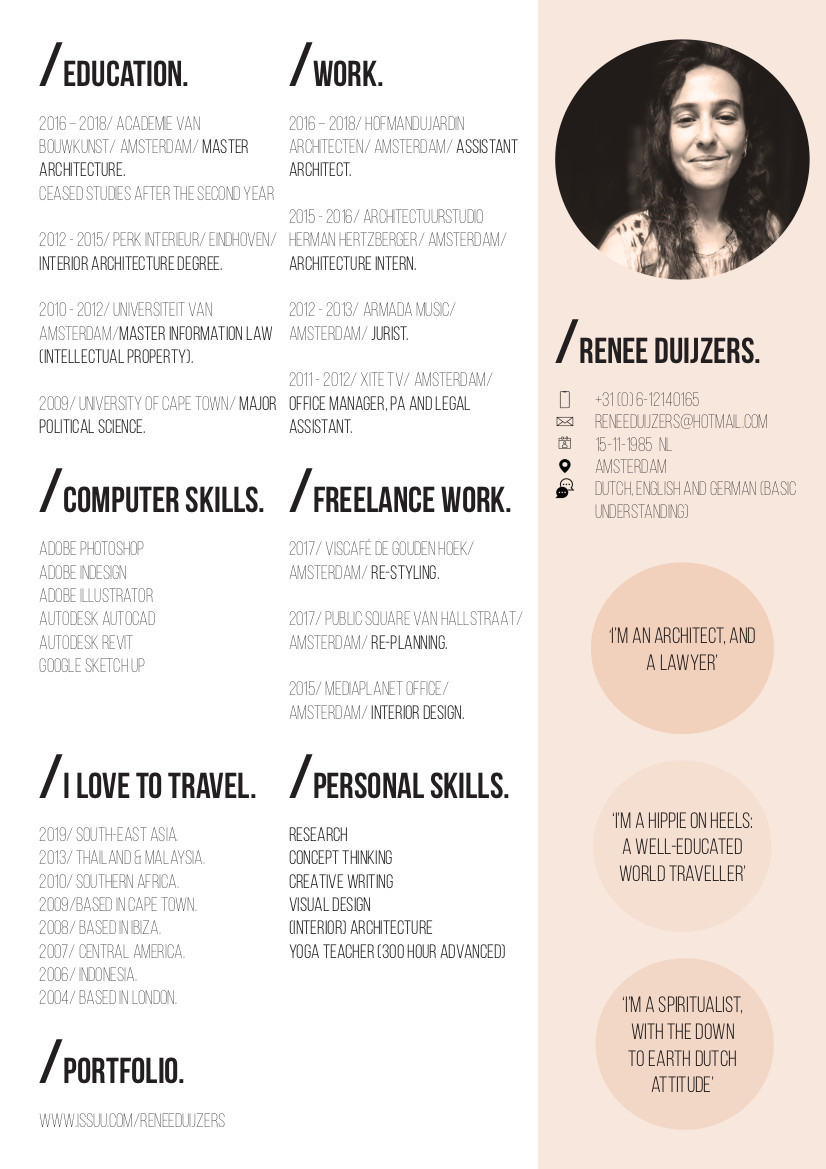 /EDUCATION.
2016 – 2018/ ACADEMIE VAN
BOUWKUNST/ AMSTERDAM/ MASTER
ARCHITECTURE.
CEASED STUDIES AFTER THE SECOND YEAR
2012 - 2015/ PERK INTERIEUR/ EINDHOVEN/
INTERIOR ARCHITECTURE DEGREE.
2010 - 2012/ UNIVERSITEIT VAN
AMSTERDAM/MASTER INFORMATION LAW
(INTELLECTUAL PROPERTY).
2009/ UNIVERSITY OF CAPE TOWN/ MAJOR
POLITICAL SCIENCE.
/COMPUTER SKILLS.
ADOBE PHOTOSHOP
ADOBE INDESIGN
ADOBE ILLUSTRATOR
AUTODESK AUTOCAD
AUTODESK REVIT
GOOGLE SKETCH UP
/I LOVE TO TRAVEL.
2019/ SOUTH-EAST ASIA.
2013/ THAILAND & MALAYSIA.
2010/ SOUTHERN AFRICA.
2009/BASED IN CAPE TOWN.
2008/ BASED IN IBIZA.
2007/ CENTRAL AMERICA.
2006/ INDONESIA.
2004/ BASED IN LONDON.
/PORTFOLIO.
WWW.ISSUU.COM/RENEEDUIJZERS
/WORK.
2016 – 2018/ HOFMANDUJARDIN
ARCHITECTEN/ AMSTERDAM/ ASSISTANT
ARCHITECT.
2015 - 2016/ ARCHITECTUURSTUDIO
HERMAN HERTZBERGER/ AMSTERDAM/
ARCHITECTURE INTERN.
2012 - 2013/ ARMADA MUSIC/
AMSTERDAM/ JURIST.
2011 - 2012/ XITE TV/ AMSTERDAM/
OFFICE MANAGER, PA AND LEGAL
ASSISTANT.
/FREELANCE WORK.
2017/ VISCAFÉ DE GOUDEN HOEK/
AMSTERDAM/ RE-STYLING.
2017/ PUBLIC SQUARE VAN HALLSTRAAT/
AMSTERDAM/ RE-PLANNING.
2015/ MEDIAPLANET OFFICE/
AMSTERDAM/ INTERIOR DESIGN.
/PERSONAL SKILLS.
RESEARCH
CONCEPT THINKING
CREATIVE WRITING
VISUAL DESIGN
(INTERIOR) ARCHITECTURE
YOGA TEACHER (300 HOUR ADVANCED)
/RENEE DUIJZERS.
+31 (0) 6-12140165
RENEEDUIJZERS@HOTMAIL.COM
15-11-1985 NL
AMSTERDAM
DUTCH, ENGLISH AND GERMAN (BASIC
UNDERSTANDING)
‘I’M AN ARCHITECT, AND
A LAWYER’
‘I’M A HIPPIE ON HEELS:
A WELL-EDUCATED
WORLD TRAVELLER’
‘I’M A SPIRITUALIST,
WITH THE DOWN
TO EARTH DUTCH
ATTITUDE’